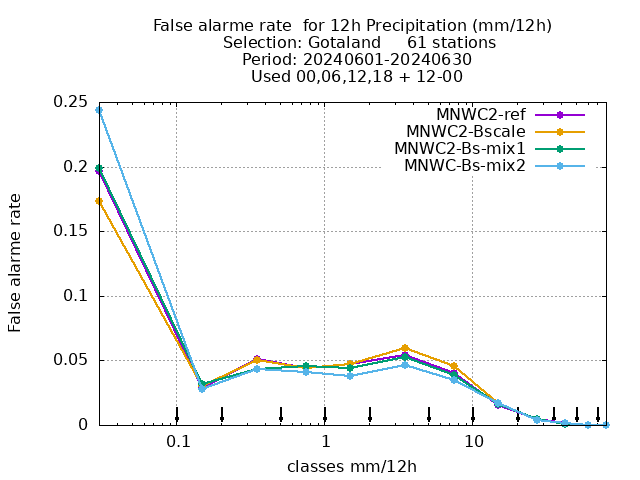 False alarme rate  for 12h Precipitation (mm/12h)
Selection: Gotaland     61 stations
Period: 20240601-20240630
Used 00,06,12,18 + 12-00
MNWC2-ref
MNWC2-Bscale
MNWC2-Bs-mix1
MNWC-Bs-mix2
0.25
0.2
0.15
0.1
0.05
0
False alarme rate
0.1
1
10
classes mm/12h